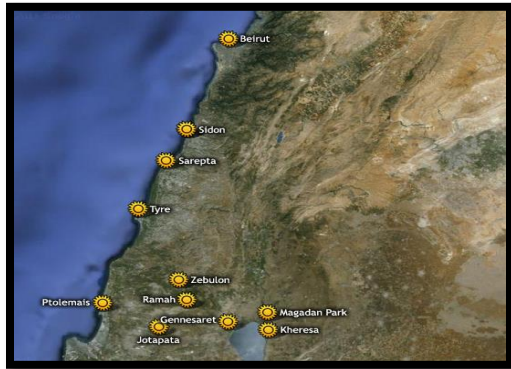 Beirut
Sidon
Sarepta
Tyre
Zebulon
Ramah
Ptolemais
Magadan Park
Gennesaret
Kheresa
Jotapata